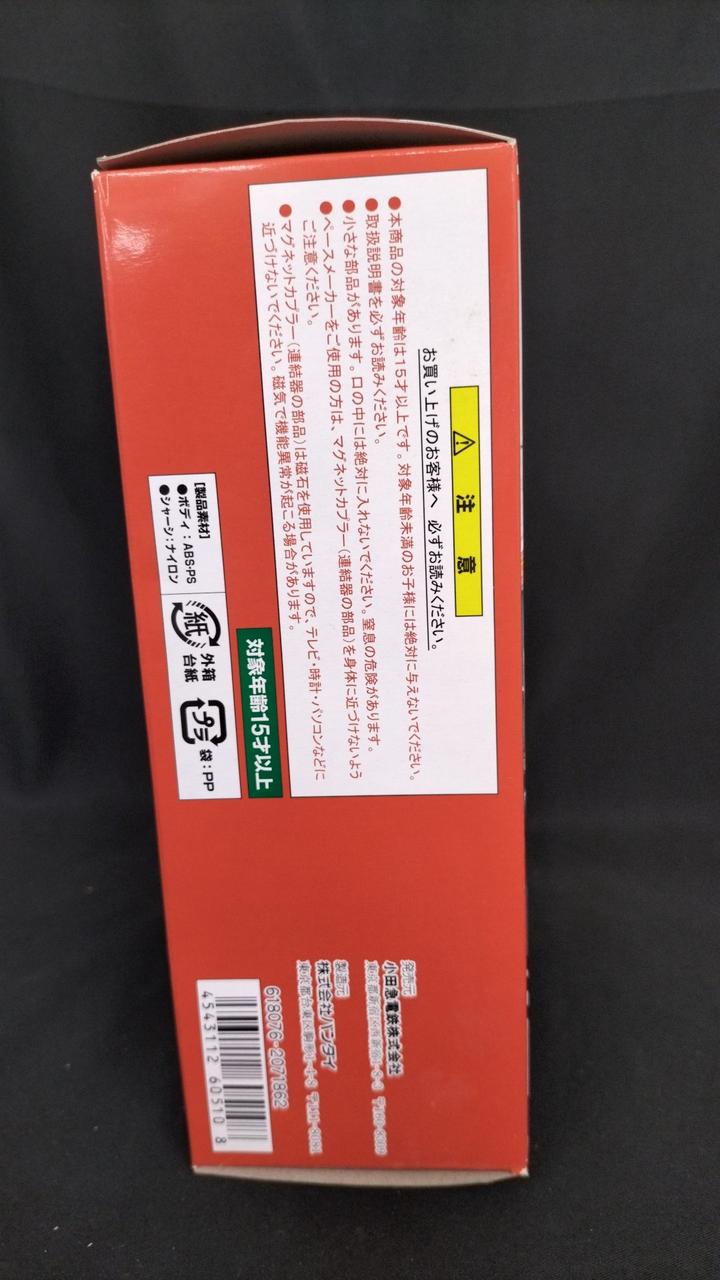 注意
お買い上げのお客様へ 必ずお読みください。
●本商品の対象年齢は15才以上です。対象年齢未満のお子様には絶対に与えないでください。
●取扱説明書を必ずお読みください。
●小さな部品があります。口の中には絶対に入れないでください。窒息の危険があります。
●ペースメーカーをご使用の方は、マグネットカプラー(連結器の部品)を身体に近づけないよう
ご注意ください。
●マグネットカプラー(連結器の部品)は磁石を使用していますので、テレビ・時計・パソコンなどに
近づけないでください。磁気で機能異常が起こる場合があります。
対象年齢15才以上
[製品素材]
●ボディ:ABS・PS
●シャーシ:ナイロン
紙
外箱
台紙
プラ
袋:PP
発売元
小田急電鉄株式会社
製造元
株式会社バンダイ
618076-2071862
4543112 60510 8